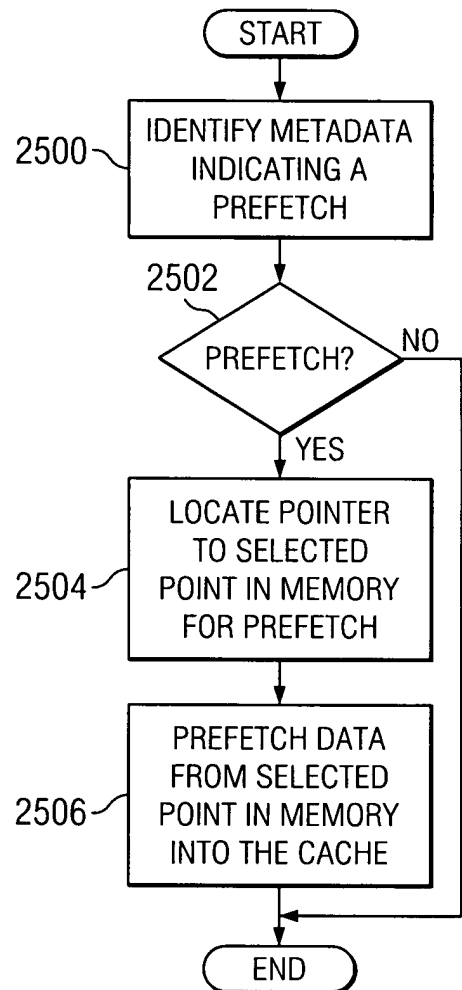 START
2500
IDENTIFY METADATA
INDICATING A
PREFETCH
2502
PREFETCH?
NO
YES
2504
LOCATE POINTER
TO SELECTED
POINT IN MEMORY
FOR PREFETCH
2506
PREFETCH DATA
FROM SELECTED
POINT IN MEMORY
INTO THE CACHE
END